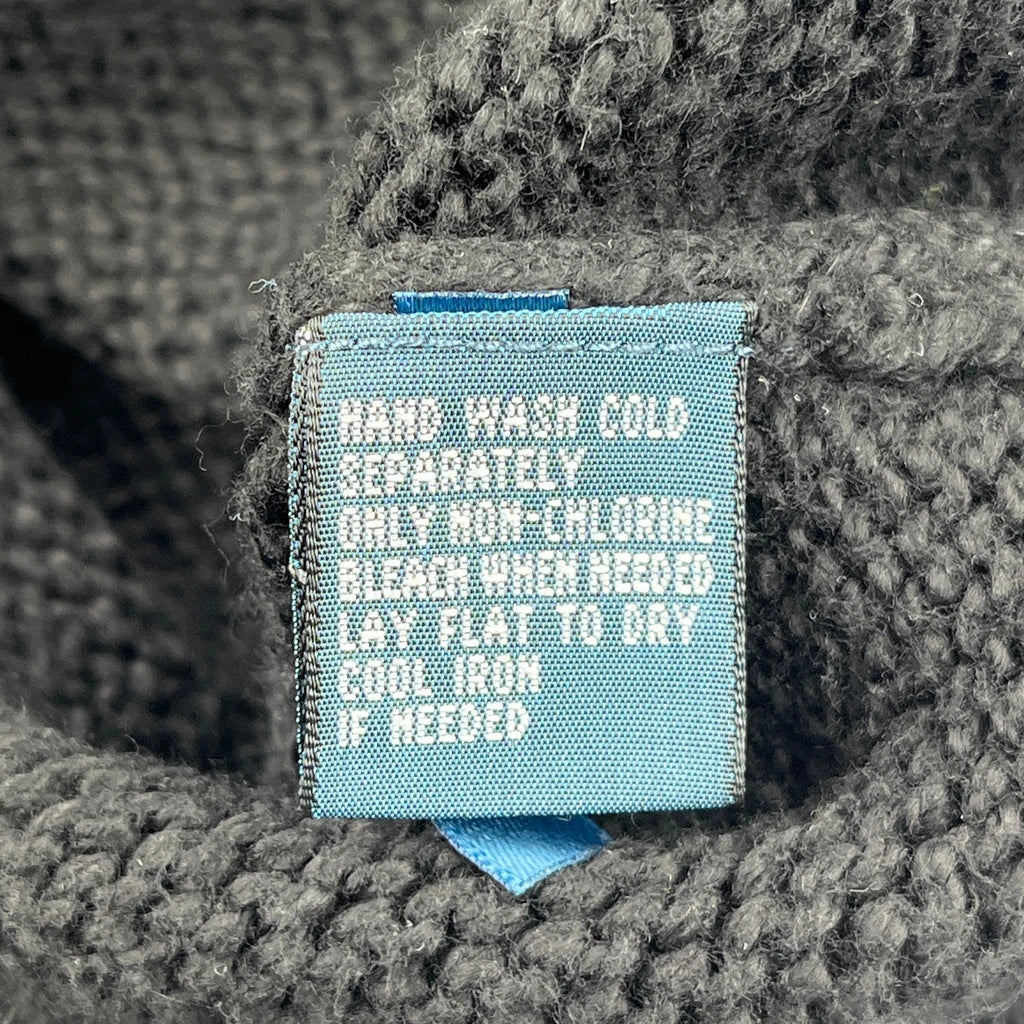 HAND WASH COLD
SEPARATELY
ONLY NON-CHLORINE
BLEACH WHEN NEEDED
LAY FLAT TO DRY
COOL IRON
IF NEEDED